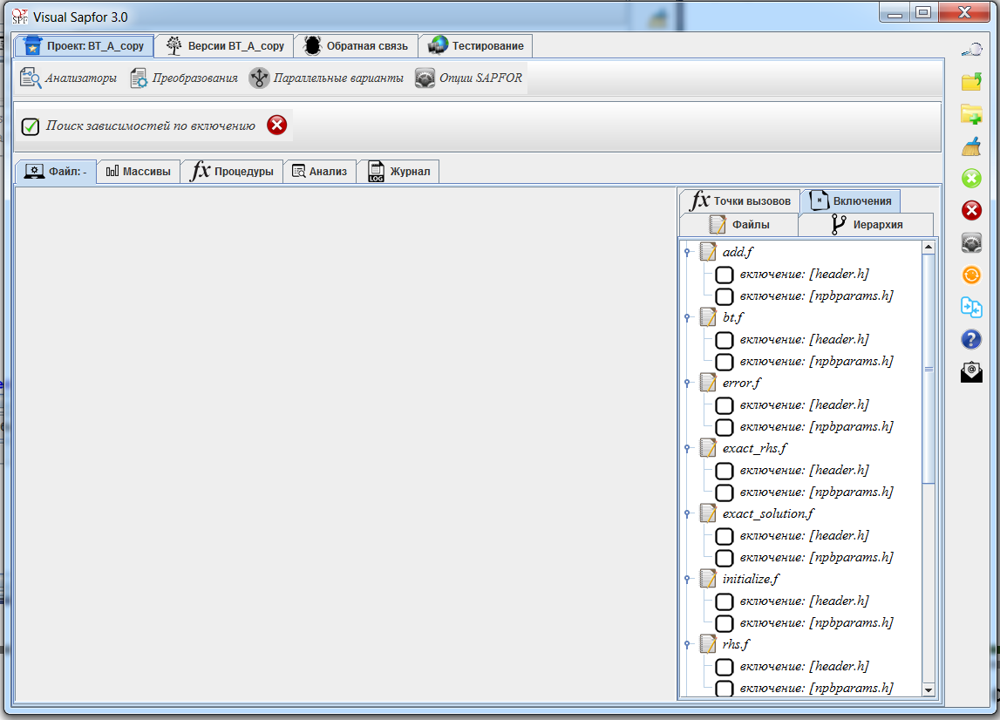 Visual Sapfor 3.0
Проект: BT_A_copy Версии BT_A_copy Обратная связь Тестирование
Анализаторы Преобразования Параллельные варианты Опции SAPFOR
Поиск зависимостей по включению
Файл: - Массивы Процедуры Анализ Журнал
Точки вызовов Включения
Файлы Иерархия
add.f
включение: [header.h]
включение: [npbparams.h]
bt.f
включение: [header.h]
включение: [npbparams.h]
error.f
включение: [header.h]
включение: [npbparams.h]
exact_rhs.f
включение: [header.h]
включение: [npbparams.h]
exact_solution.f
включение: [header.h]
включение: [npbparams.h]
initialize.f
включение: [header.h]
включение: [npbparams.h]
rhs.f
включение: [header.h]
включение: [npbparams.h]